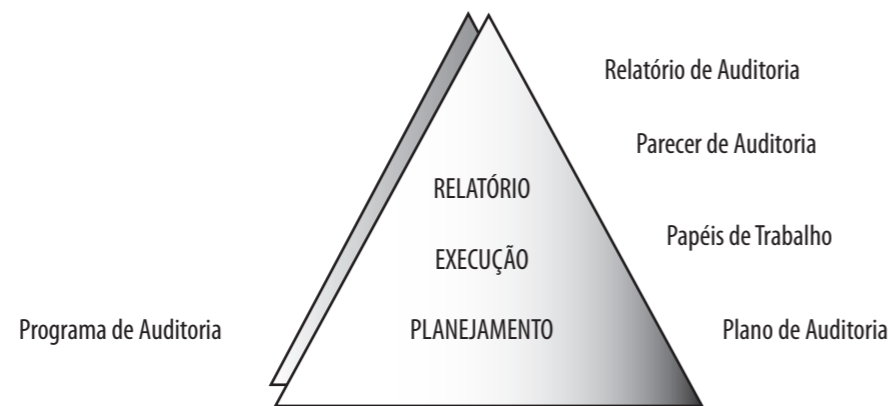 Relatório de Auditoria
Parecer de Auditoria
RELATÓRIO
Papéis de Trabalho
EXECUÇÃO
Programa de Auditoria
PLANEJAMENTO
Plano de Auditoria